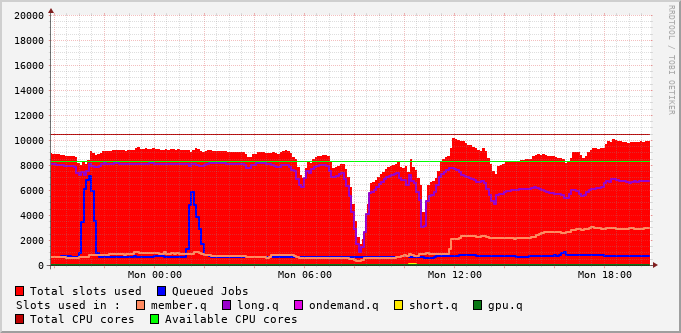 20000
18000
16000
14000
12000
10000
8000
6000
4000
2000
0
Mon 00:00 Mon 06:00 Mon 12:00 Mon 18:00
Total slots used Queued Jobs
Slots used in : member.q long.q ondemand.q short.q gpu.q
Total CPU cores Available CPU cores
RRDTOOL / TOBI OETIKER